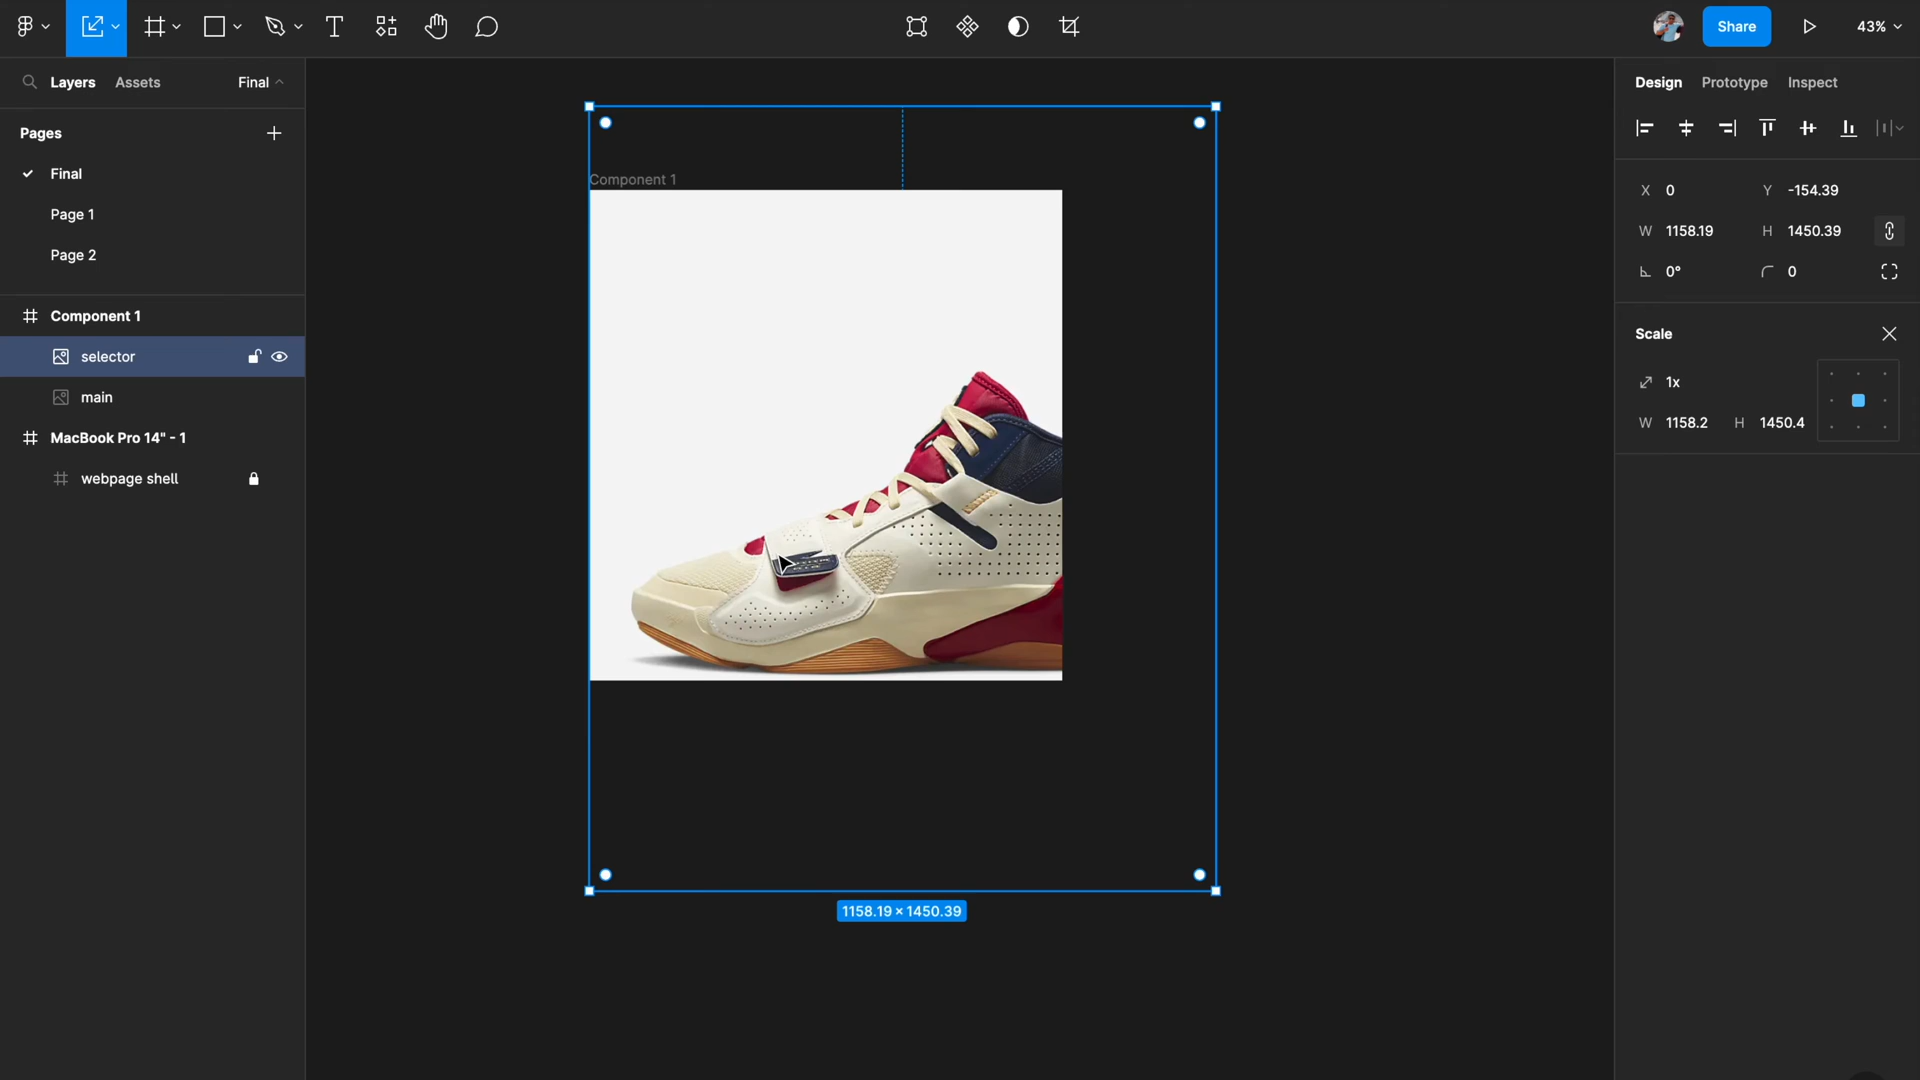 Share
43%
Layers
Assets
Final
Design
Prototype
Inspect
Pages
Final
Page 1
Page 2
X 0
Y -154.39
W 1158.19
H 1450.39
0°
0
Component 1
selector
main
MacBook Pro 14" - 1
webpage shell
Component 1
1158.19 × 1450.39
Scale
1x
W 1158.2
H 1450.4